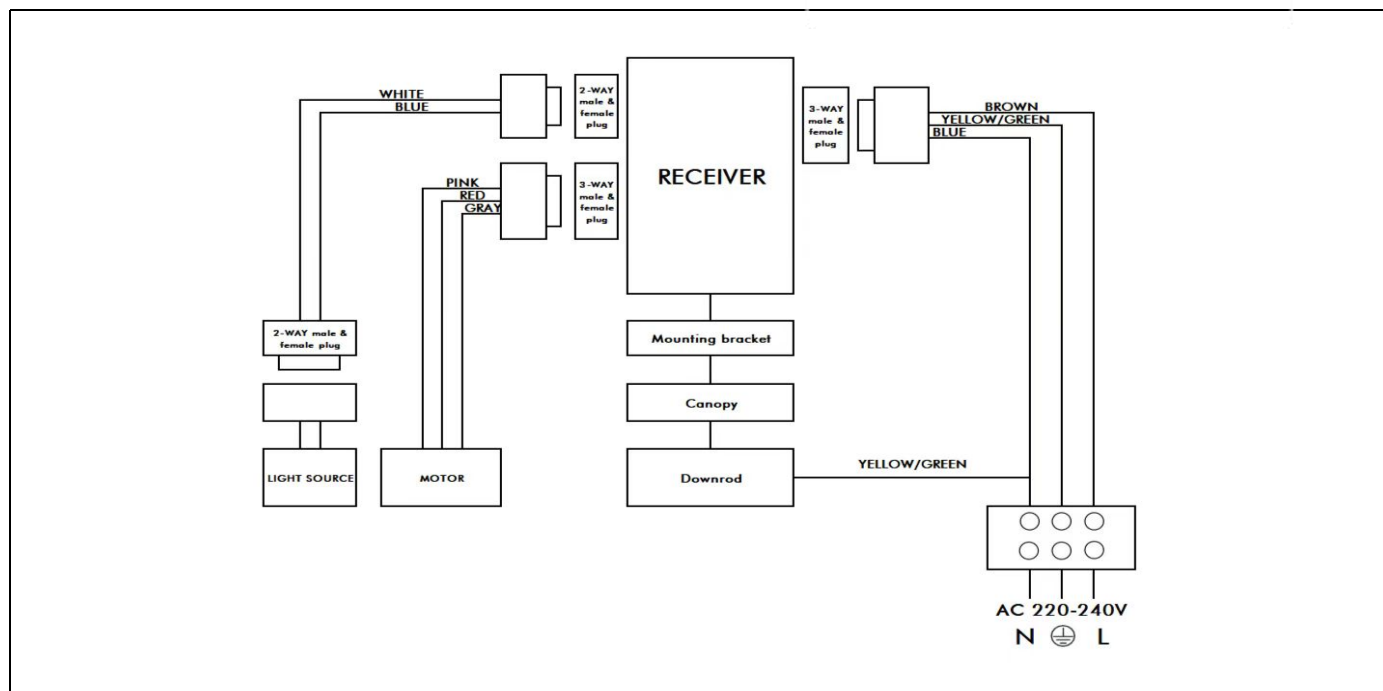 WHITE
BLUE
2-WAY
male &
female
plug
PINK
RED
GRAY
3-WAY
male &
female
plug
RECEIVER
3-WAY
male &
female
plug
BROWN
YELLOW/GREEN
BLUE
2-WAY male &
female plug
LIGHT SOURCE
MOTOR
Mounting bracket
Canopy
Downrod
YELLOW/GREEN
AC 220-240V
N L